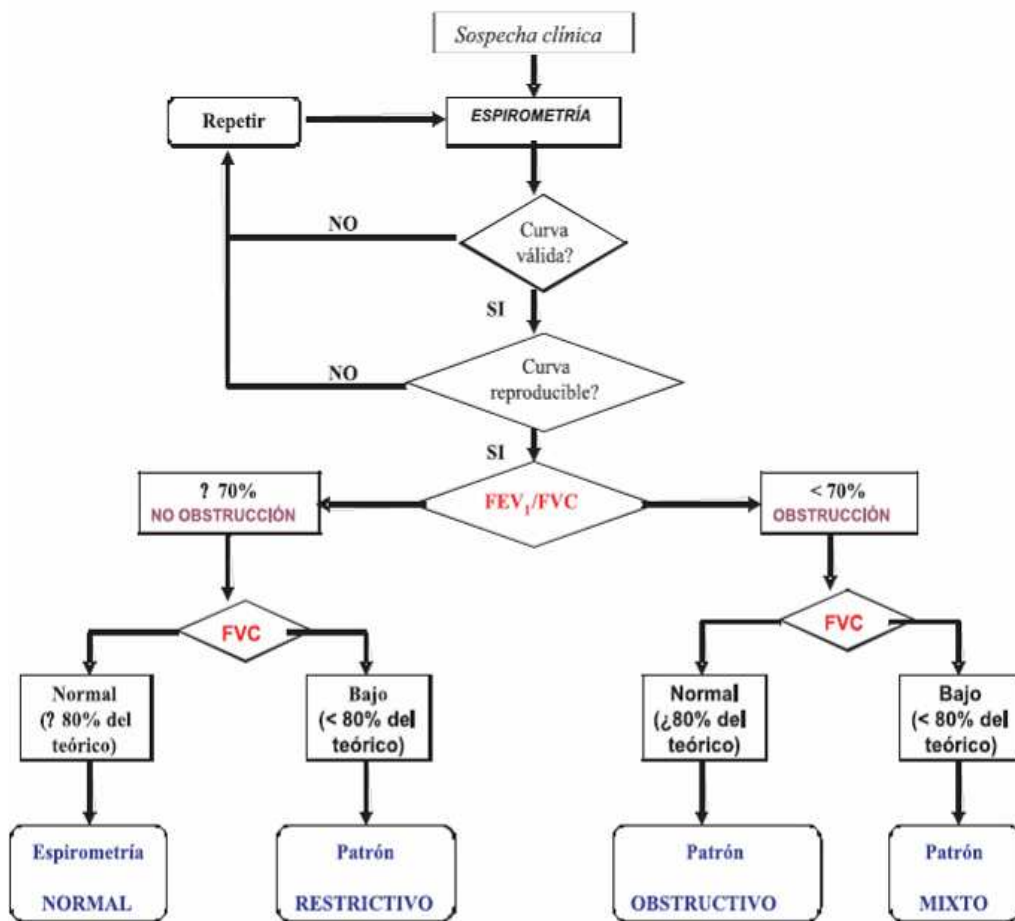 Sospecha clínica
Repetir
ESPIROMETRÍA
NO
Curva
válida?
SI
NO
Curva
reproducible?
SI
? 70%
NO OBSTRUCCIÓN
FEV1/FVC
< 70%
OBSTRUCCIÓN
FVC
FVC
Normal
(? 80% del
teórico)
Bajo
(< 80% del
teórico)
Normal
(¿80% del
teórico)
Bajo
(< 80% del
teórico)
Espirometría
NORMAL
Patrón
RESTRICTIVO
Patrón
OBSTRUCTIVO
Patrón
MIXTO